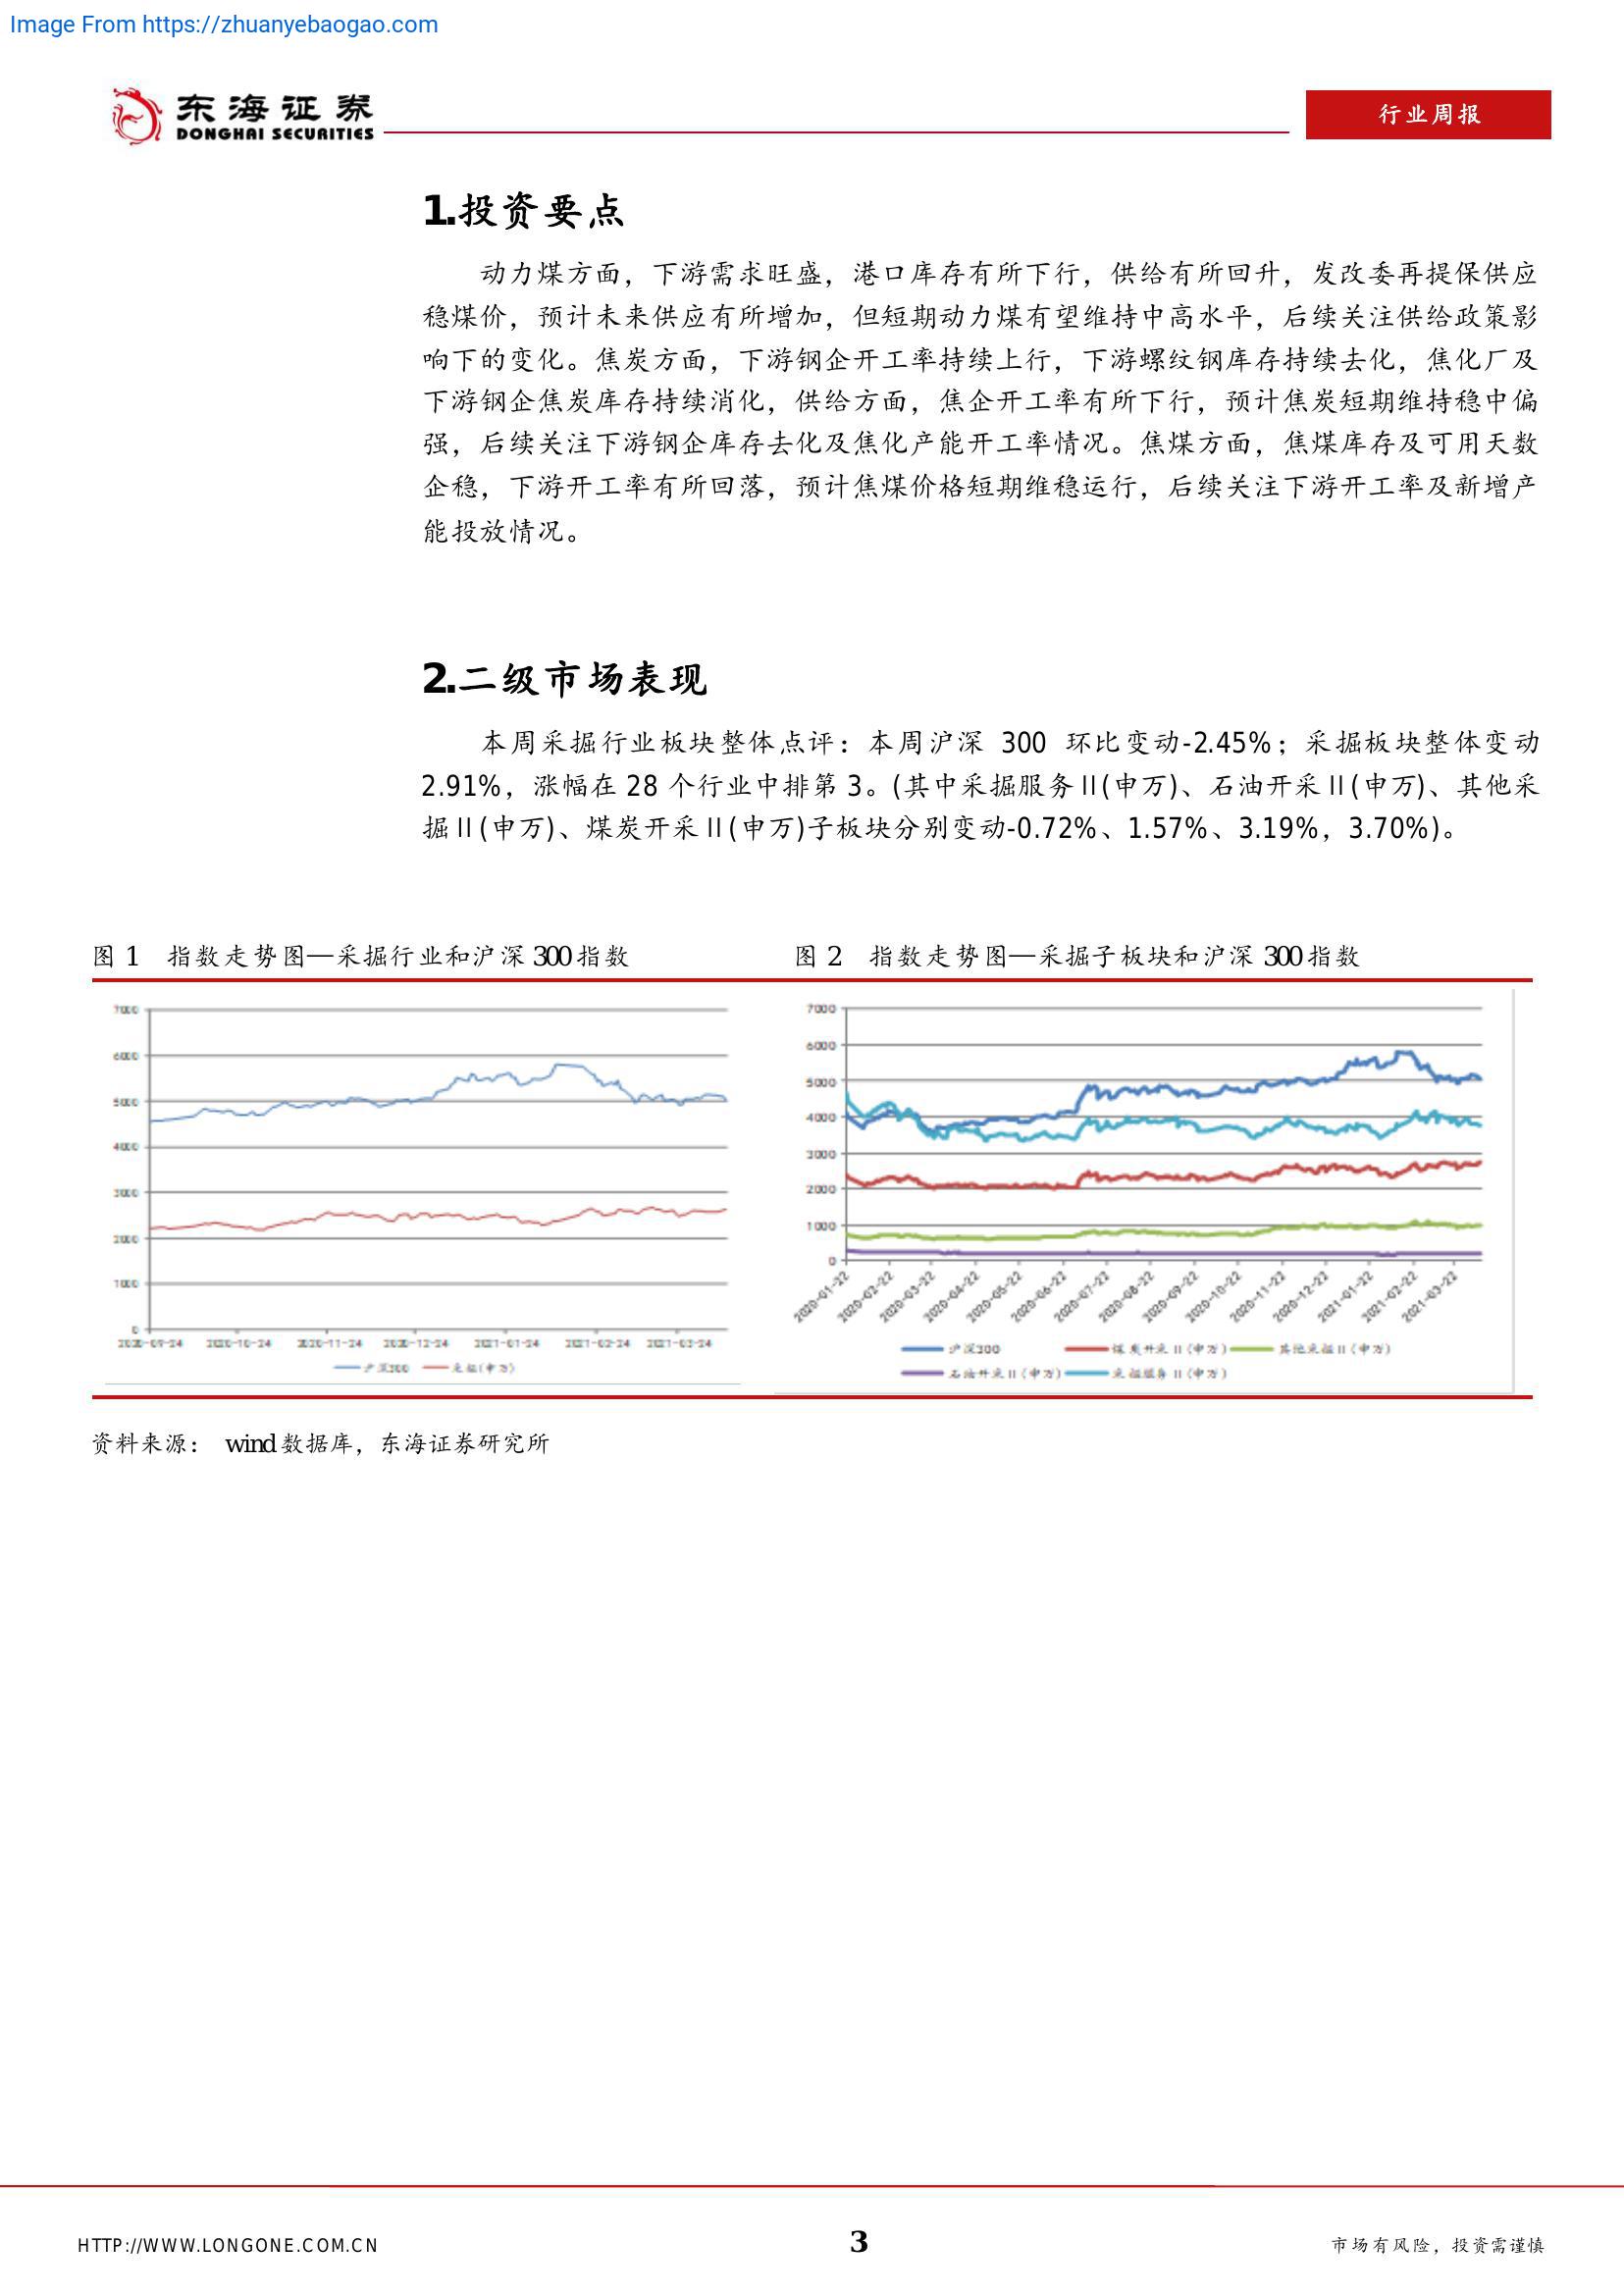 Image From https://zhuanyebaogao.com
东海证券
DONGHAI SECURITIES
行业周报
1.投资要点
动力煤方面，下游需求旺盛，港口库存有所下行，供给有所回升，发改委再提保供应
稳煤价，预计未来供应有所增加，但短期动力煤有望维持中高水平，后续关注供给政策影
响下的变化。焦炭方面，下游钢企开工率持续上行，下游螺纹钢库存持续去化，焦化厂及
下游钢企焦炭库存持续消化，供给方面，焦企开工率有所下行，预计焦炭短期维持稳中偏
强，后续关注下游钢企库存去化及焦化产能开工率情况。焦煤方面，焦煤库存及可用天数
企稳，下游开工率有所回落，预计焦煤价格短期维稳运行，后续关注下游开工率及新增产
能投放情况。
2.二级市场表现
本周采掘行业板块整体点评：本周沪深 300 环比变动-2.45%；采掘板块整体变动
2.91%，涨幅在 28 个行业中排第 3。(其中采掘服务Ⅱ(申万)、石油开采Ⅱ(申万)、其他采
掘Ⅱ(申万)、煤炭开采Ⅱ(申万)子板块分别变动-0.72%、1.57%、3.19%，3.70%)。
图 1 指数走势图—采掘行业和沪深 300 指数
图 2 指数走势图—采掘子板块和沪深 300 指数
7000
6000
5000
4000
3000
2000
1000
0
2020-09-24 2020-10-24 2020-11-24 2020-12-24 2021-01-24 2021-02-24 2021-03-24
沪深300 采掘(申万)
7000
6000
5000
4000
3000
2000
1000
0
2020-01-22 2020-02-22 2020-03-22 2020-04-22 2020-05-22 2020-06-22 2020-07-22 2020-08-22 2020-09-22 2020-10-22 2020-11-22 2020-12-22 2021-01-22 2021-02-22 2021-03-22
沪深300 煤炭开采Ⅱ(申万) 其他采掘Ⅱ(申万)
石油开采Ⅱ(申万) 采掘服务Ⅱ(申万)
资料来源： wind 数据库，东海证券研究所
HTTP://WWW.LONGONE.COM.CN
3
市场有风险，投资需谨慎